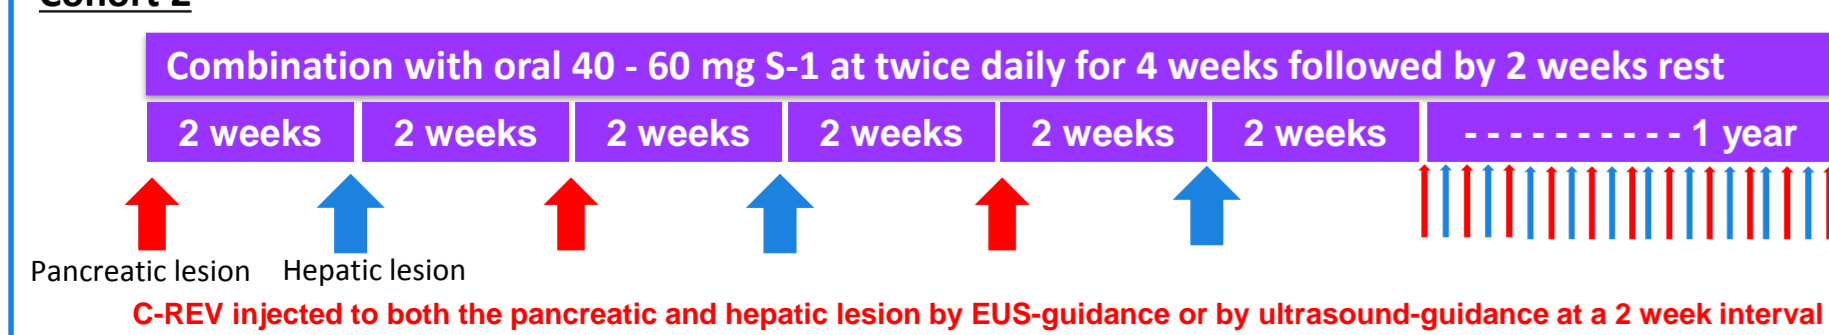 Cohort 2
Combination with oral 40 - 60 mg S-1 at twice daily for 4 weeks followed by 2 weeks rest
2 weeks 2 weeks 2 weeks 2 weeks 2 weeks 2 weeks - - - - - - - - - - 1 year
Pancreatic lesion Hepatic lesion
C-REV injected to both the pancreatic and hepatic lesion by EUS-guidance or by ultrasound-guidance at a 2 week interval